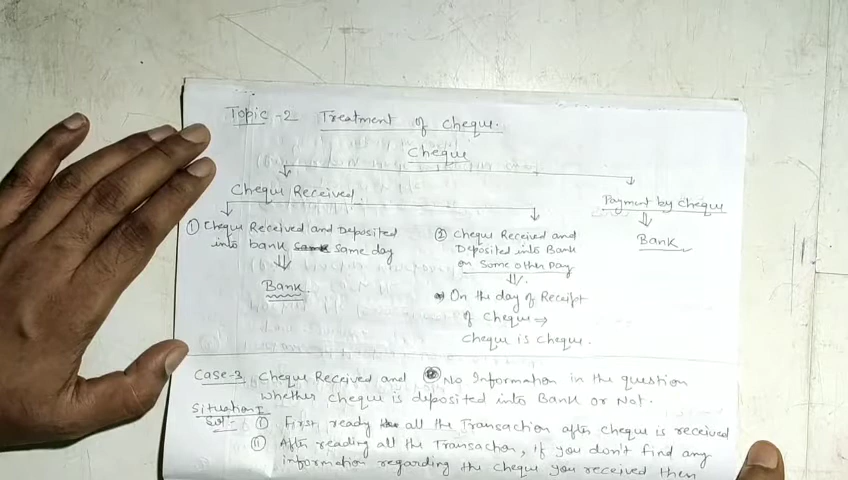 Topic-2 Treatment of Cheque.
Cheque
Cheque Received.
Payment by Cheque
Bank
① Cheque Received and Deposited
into bank same day
Bank
② Cheque Received and
Deposited into Bank
on Some other Day
On the day of Receipt
of Cheque ⇒
Cheque is Cheque.
Case-3 Cheque Received and No Information in the question
whether cheque is deposited into Bank or Not.
Situation I
Sol:- ① First ready all the Transaction after cheque is received
⑪ After reading all the Transaction, if you don't find any
information regarding the cheque you received then